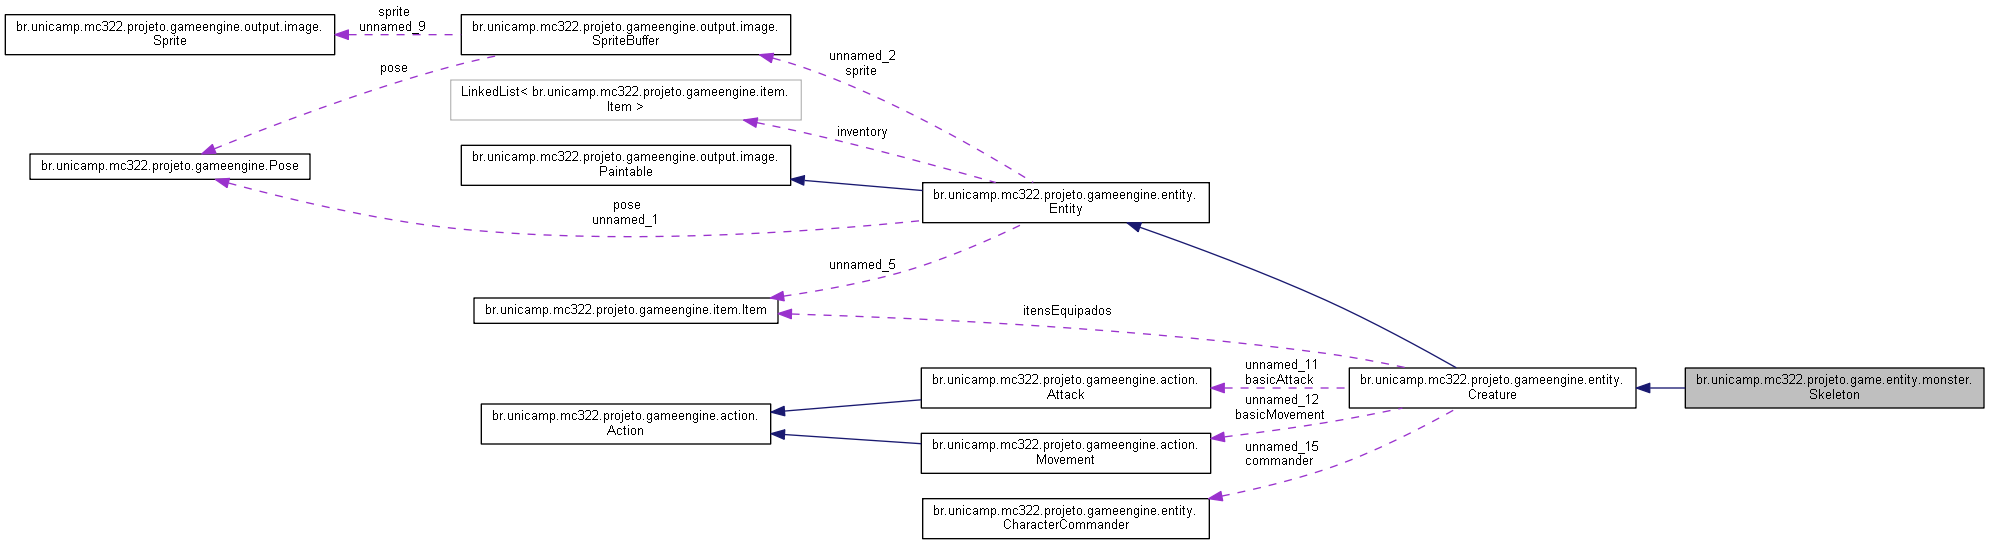 br.unicamp.mc322.projeto.gameengine.output.image.
Sprite
sprite
unnamed_9
br.unicamp.mc322.projeto.gameengine.output.image.
SpriteBuffer
pose
unnamed_2
sprite
LinkedList< br.unicamp.mc322.projeto.gameengine.item.
Item >
inventory
br.unicamp.mc322.projeto.gameengine.Pose
br.unicamp.mc322.projeto.gameengine.output.image.
Paintable
br.unicamp.mc322.projeto.gameengine.entity.
Entity
pose
unnamed_1
unnamed_5
br.unicamp.mc322.projeto.gameengine.item.Item
itensEquipados
br.unicamp.mc322.projeto.gameengine.action.
Action
br.unicamp.mc322.projeto.gameengine.action.
Attack
unnamed_11
basicAttack
br.unicamp.mc322.projeto.gameengine.entity.
Creature
br.unicamp.mc322.projeto.game.entity.monster.
Skeleton
unnamed_12
basicMovement
br.unicamp.mc322.projeto.gameengine.action.
Movement
unnamed_15
commander
br.unicamp.mc322.projeto.gameengine.entity.
CharacterCommander